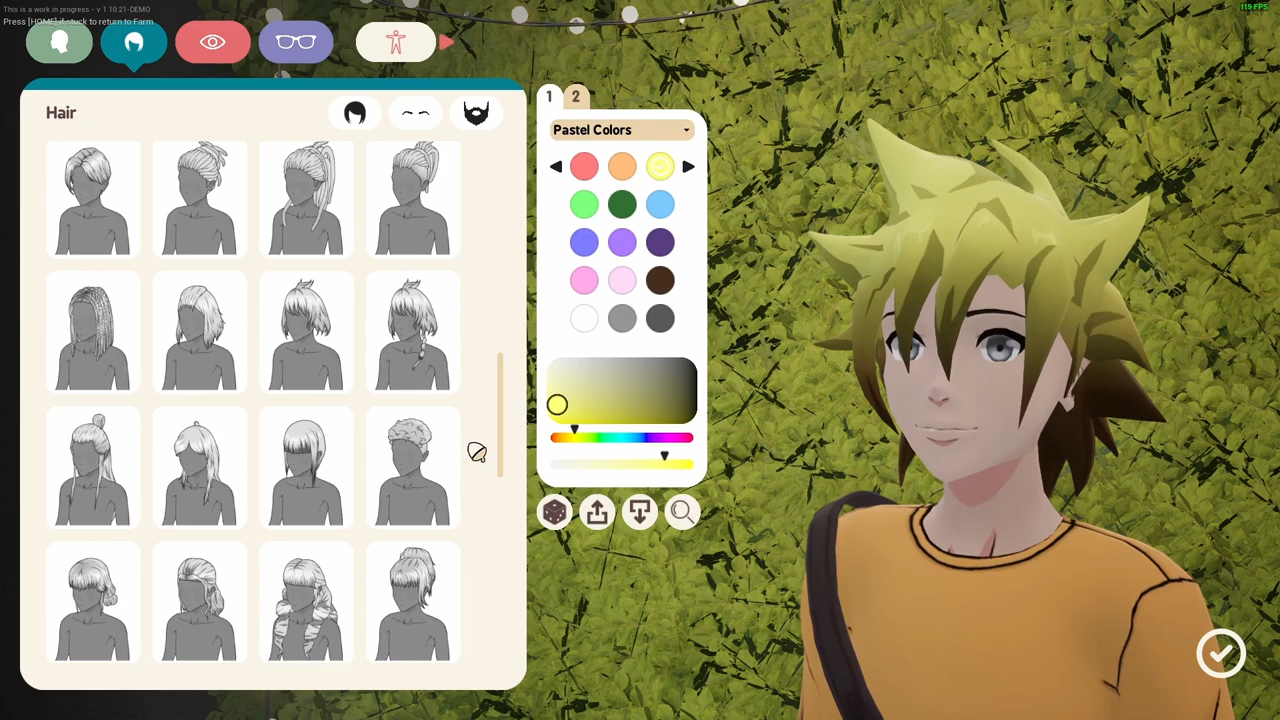 This is a work in progress - v 1.10.21-DEMO
Press [HOME] if stuck to return to Farm
119 FPS
Hair
1 2
Pastel Colors